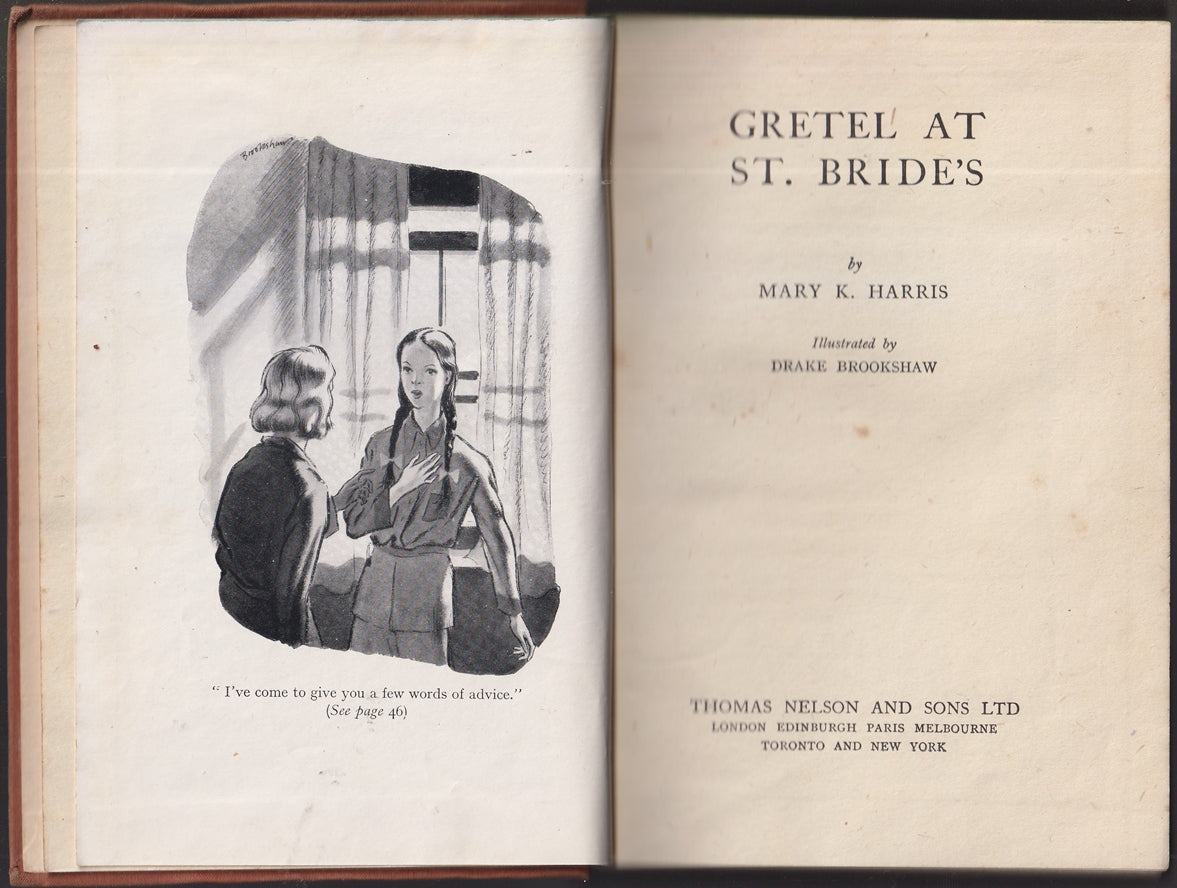 Brookshaw
“ I've come to give you a few words of advice.”
(See page 46)
GRETEL AT
ST. BRIDE'S
by
MARY K. HARRIS
Illustrated by
DRAKE BROOKSHAW
THOMAS NELSON AND SONS LTD
LONDON EDINBURGH PARIS MELBOURNE
TORONTO AND NEW YORK